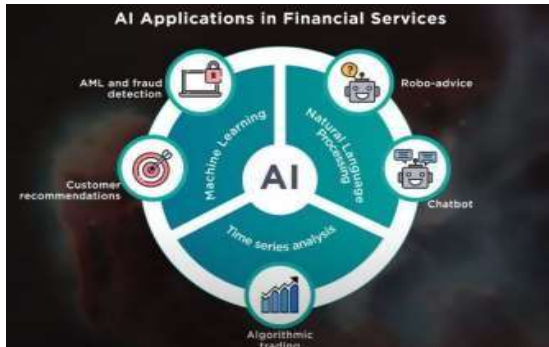 AI Applications in Financial Services
AML and fraud
detection
Robo-advice
Machine Learning
Natural Language
Processing
AI
Customer
recommendations
Chatbot
Time series analysis
Algorithmic
trading